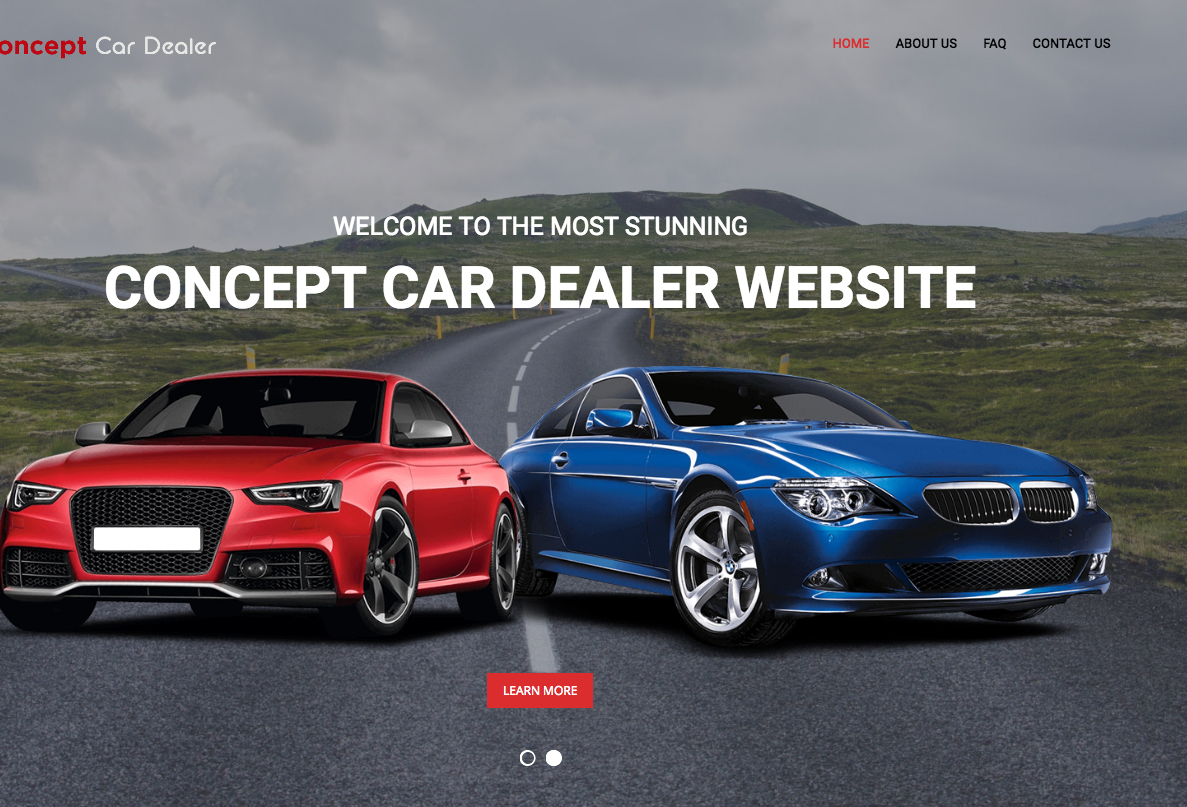 oncept Car Dealer
HOME ABOUT US FAQ CONTACT US
WELCOME TO THE MOST STUNNING
CONCEPT CAR DEALER WEBSITE
LEARN MORE